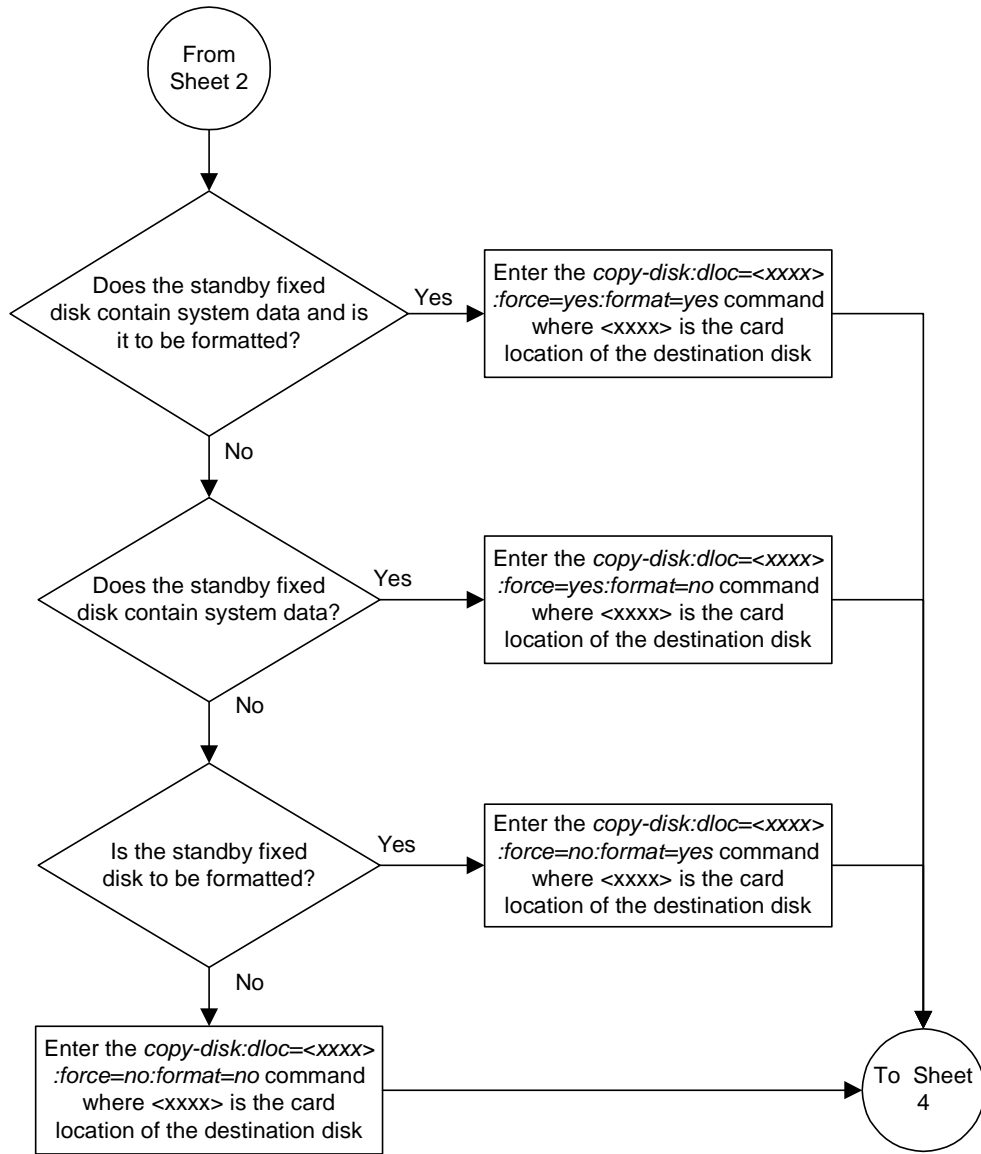 From
Sheet 2
Does the standby fixed
disk contain system data and is
it to be formatted?
Yes
Enter the copy-disk:dloc=<xxxx>
:force=yes:format=yes command
where <xxxx> is the card
location of the destination disk
No
Does the standby fixed
disk contain system data?
Yes
Enter the copy-disk:dloc=<xxxx>
:force=yes:format=no command
where <xxxx> is the card
location of the destination disk
No
Is the standby fixed
disk to be formatted?
Yes
Enter the copy-disk:dloc=<xxxx>
:force=no:format=yes command
where <xxxx> is the card
location of the destination disk
No
Enter the copy-disk:dloc=<xxxx>
:force=no:format=no command
where <xxxx> is the card
location of the destination disk
To Sheet
4